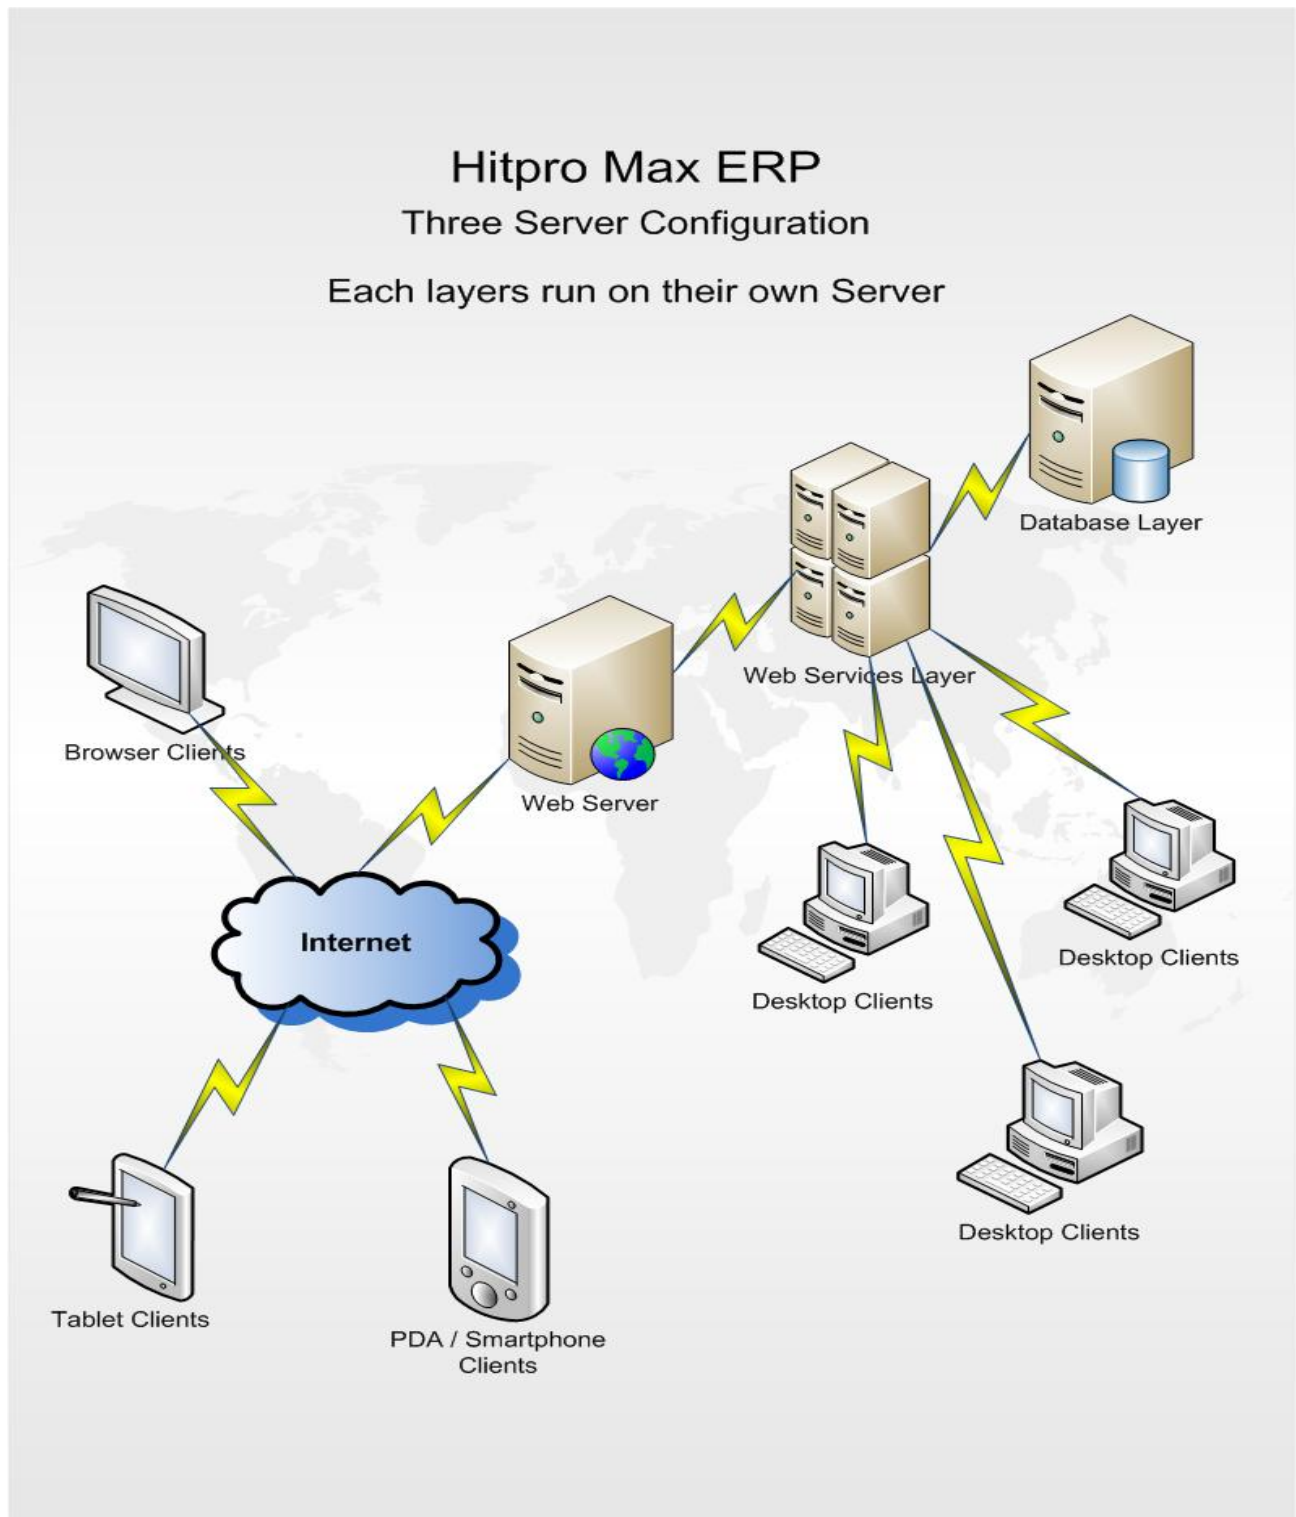 Hitpro Max ERP
Three Server Configuration
Each layers run on their own Server
Database Layer
Web Services Layer
Browser Clients
Web Server
Internet
Desktop Clients
Desktop Clients
Desktop Clients
Tablet Clients
PDA / Smartphone
Clients